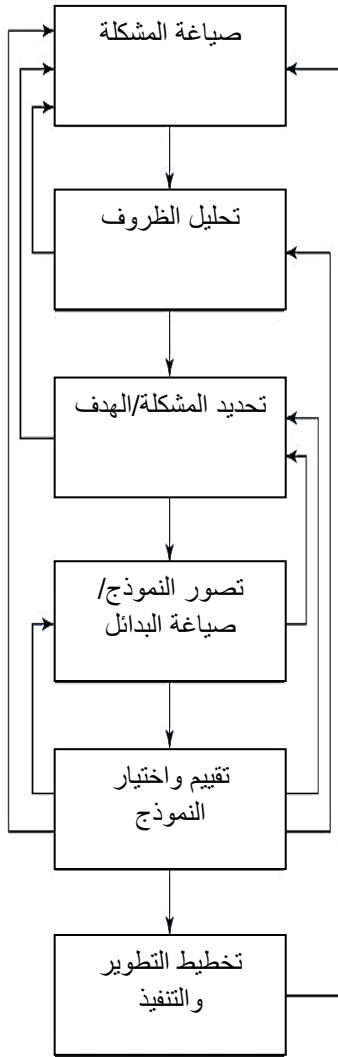 صياغة المشكلة
تحليل الظروف
تحديد المشكلة/الهدف
تصور النموذج/
صياغة البدائل
تقييم واختيار
النموذج
تخطيط التطوير
والتنفيذ